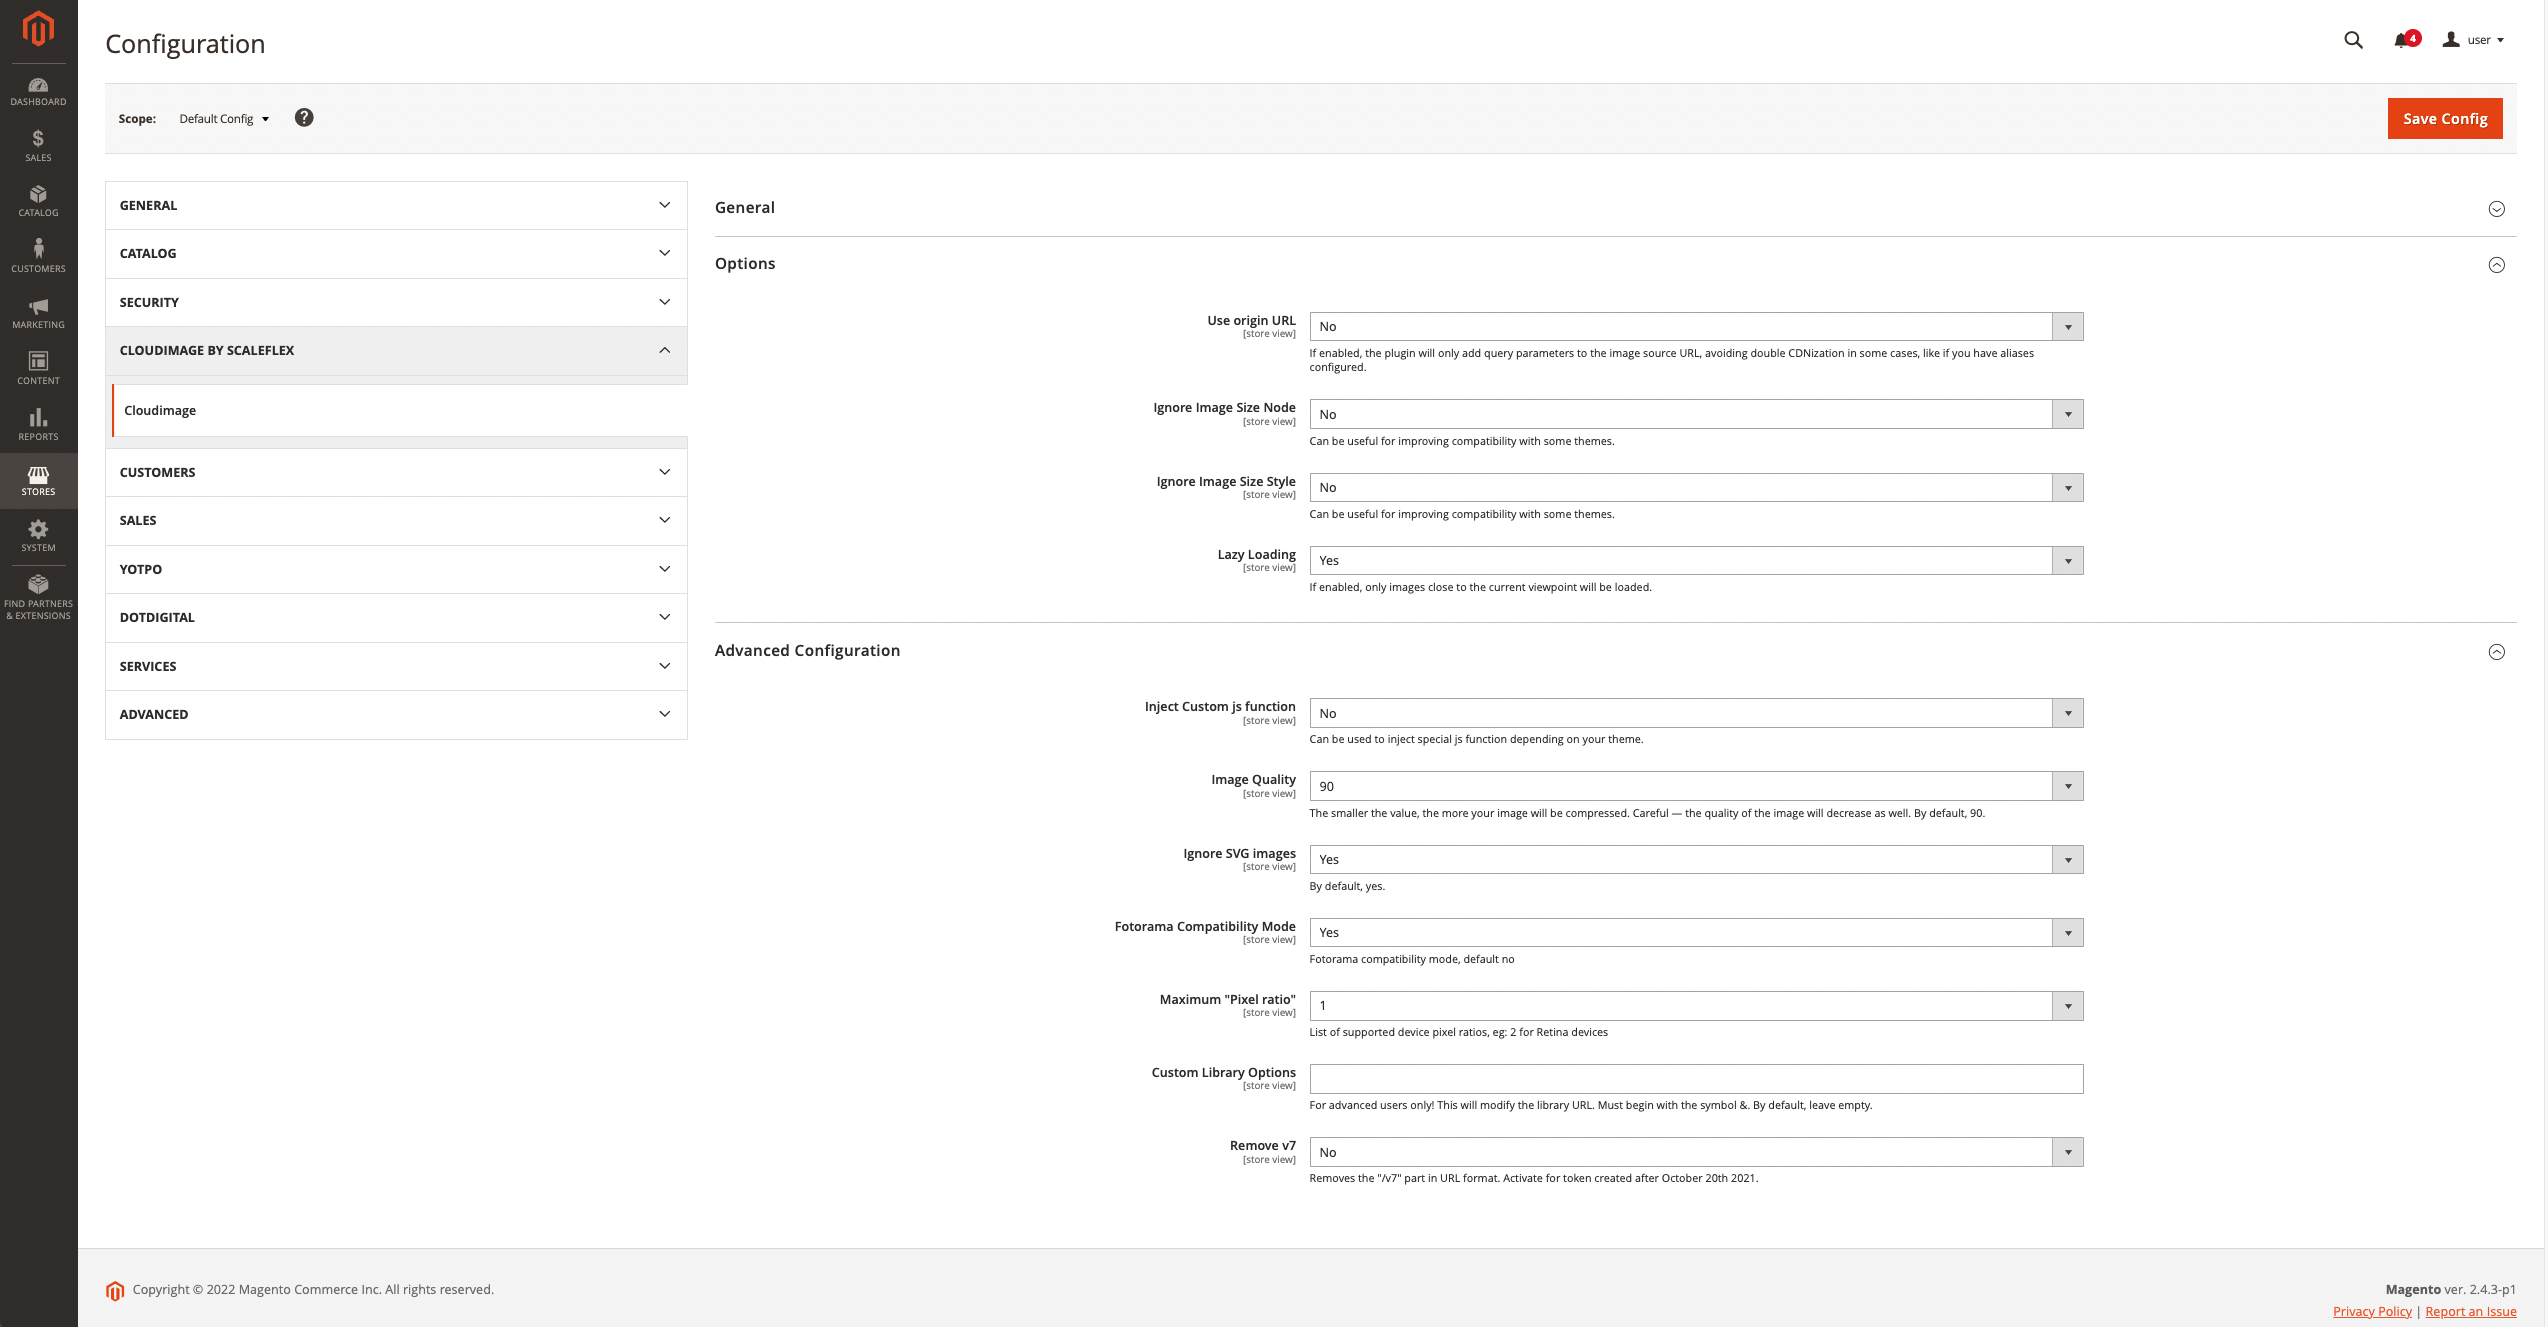 Configuration
4
user
Scope:
Default Config
?
Save Config
DASHBOARD
$
SALES
CATALOG
CUSTOMERS
MARKETING
CONTENT
REPORTS
STORES
SYSTEM
FIND PARTNERS
& EXTENSIONS
GENERAL
CATALOG
SECURITY
CLOUDIMAGE BY SCALEFLEX
Cloudimage
CUSTOMERS
SALES
YOTPO
DOTDIGITAL
SERVICES
ADVANCED
General
Options
Use origin URL
[store view]
No
If enabled, the plugin will only add query parameters to the image source URL, avoiding double CDNization in some cases, like if you have aliases
configured.
Ignore Image Size Node
[store view]
No
Can be useful for improving compatibility with some themes.
Ignore Image Size Style
[store view]
No
Can be useful for improving compatibility with some themes.
Lazy Loading
[store view]
Yes
If enabled, only images close to the current viewpoint will be loaded.
Advanced Configuration
Inject Custom js function
[store view]
No
Can be used to inject special js function depending on your theme.
Image Quality
[store view]
90
The smaller the value, the more your image will be compressed. Careful — the quality of the image will decrease as well. By default, 90.
Ignore SVG images
[store view]
Yes
By default, yes.
Fotorama Compatibility Mode
[store view]
Yes
Fotorama compatibility mode, default no
Maximum "Pixel ratio"
[store view]
1
List of supported device pixel ratios, eg: 2 for Retina devices
Custom Library Options
[store view]
For advanced users only! This will modify the library URL. Must begin with the symbol &. By default, leave empty.
Remove v7
[store view]
No
Removes the "/v7" part in URL format. Activate for token created after October 20th 2021.
Copyright © 2022 Magento Commerce Inc. All rights reserved.
Magento ver. 2.4.3-p1
Privacy Policy | Report an Issue